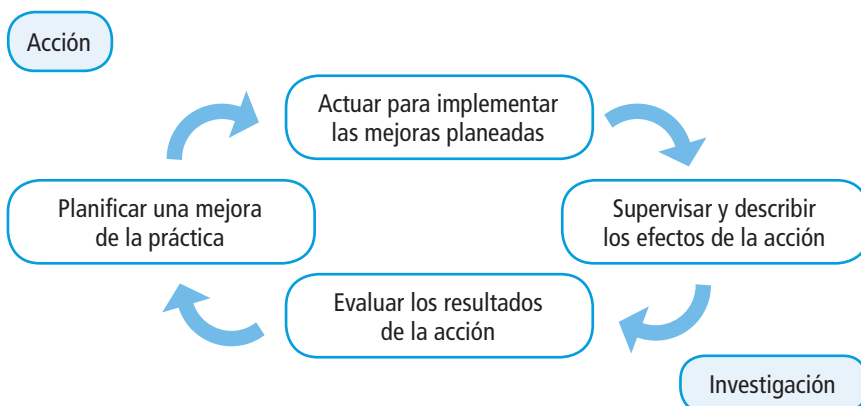 Acción
Actuar para implementar
las mejoras planeadas
Planificar una mejora
de la práctica
Supervisar y describir
los efectos de la acción
Evaluar los resultados
de la acción
Investigación